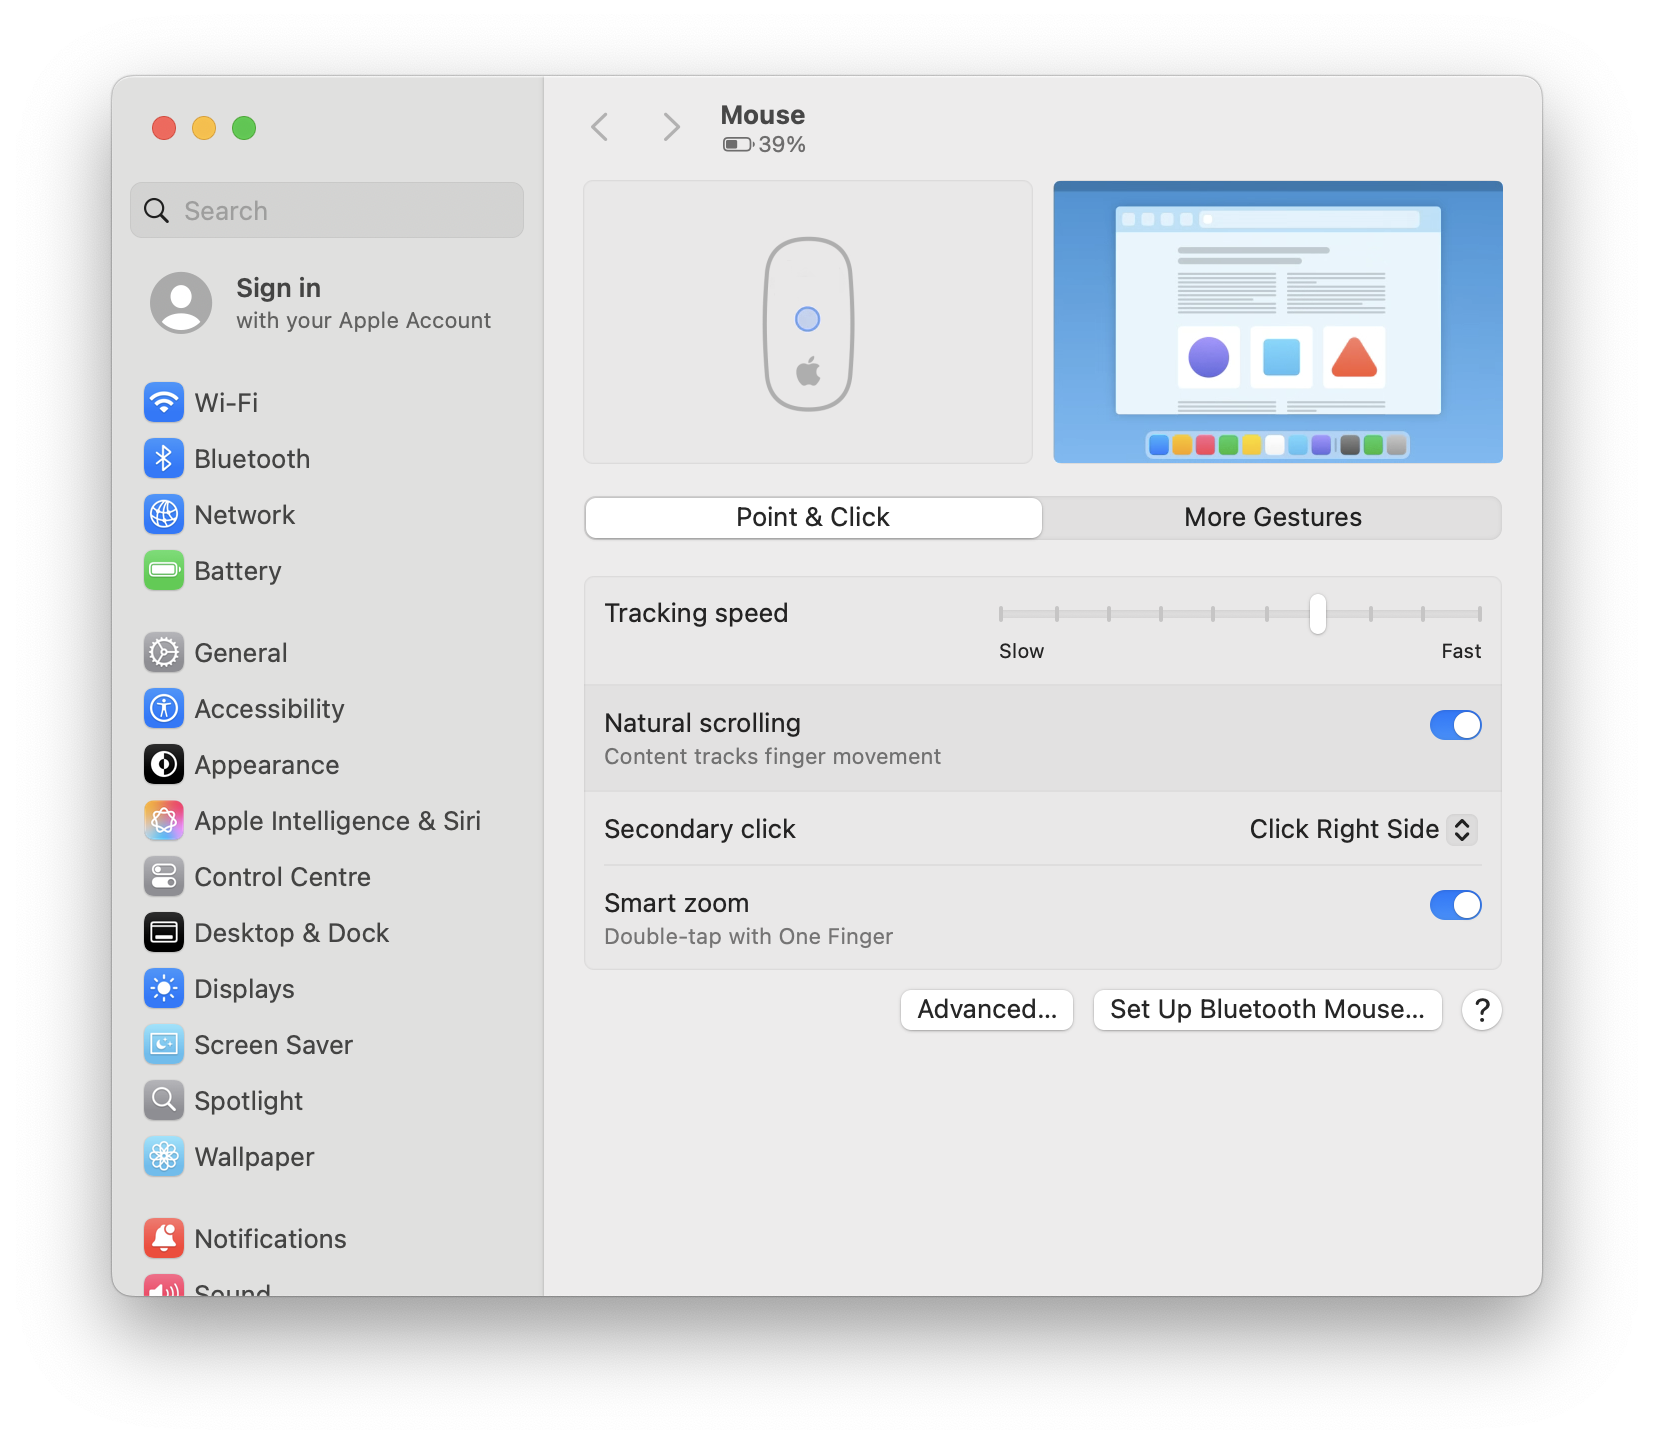 Search
Sign in
with your Apple Account
Wi-Fi
Bluetooth
Network
Battery
General
Accessibility
Appearance
Apple Intelligence & Siri
Control Centre
Desktop & Dock
Displays
Screen Saver
Spotlight
Wallpaper
Notifications
Sound
Mouse
39%
Point & Click
More Gestures
Tracking speed
Slow
Fast
Natural scrolling
Content tracks finger movement
Secondary click
Click Right Side
Smart zoom
Double-tap with One Finger
Advanced...
Set Up Bluetooth Mouse...
?